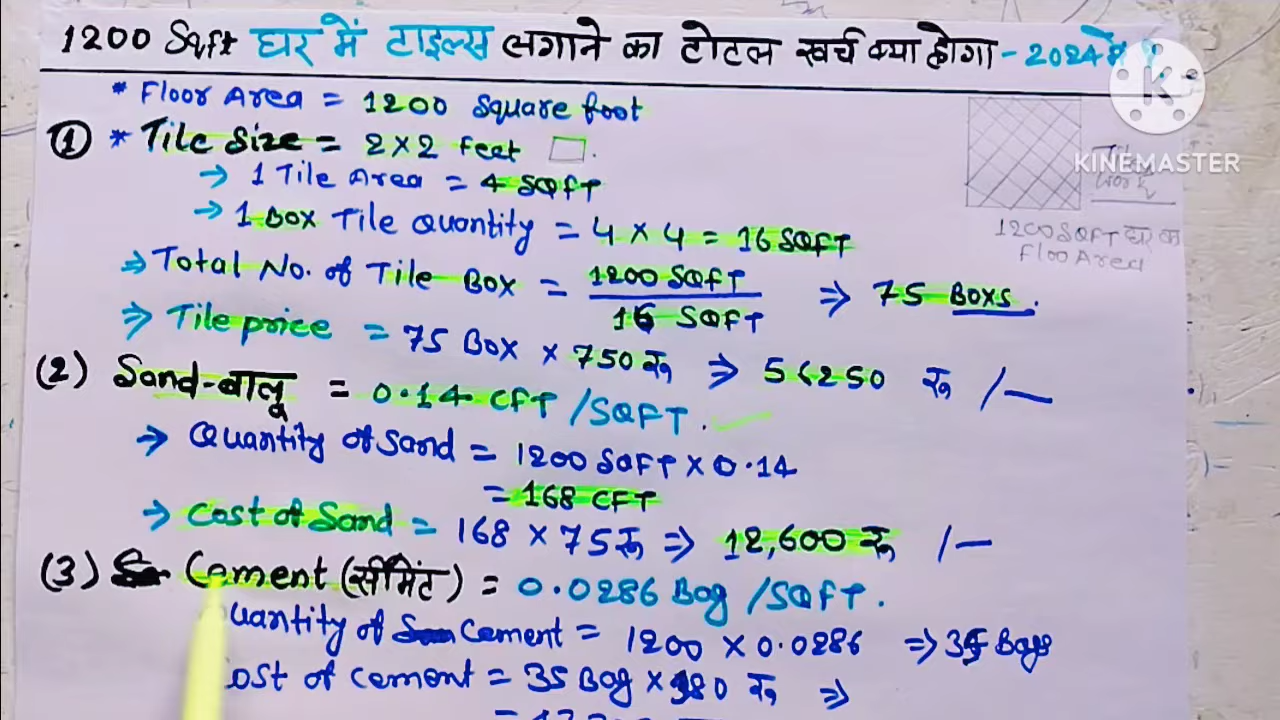 1200 Sqft घर में टाइल्स लगाने का टोटल खर्च क्या होगा - 2024 में ?
* Floor Area = 1200 Square foot
① * Tile Size = 2 × 2 feet
→ 1 Tile Area = 4 SQFT
→ 1 Box Tile Quantity = 4 × 4 = 16 SQFT
⇒ Total No. of Tile Box = 1200 SQFT / 16 SQFT ⇒ 75 Boxs.
⇒ Tile price = 75 Box × 750 रू ⇒ 56250 रू /—
(2) Sand-बालू = 0.14 CFT /SQFT.
→ Quantity of Sand = 1200 SQFT × 0.14
= 168 CFT
→ Cost of Sand = 168 × 75 रू ⇒ 12,600 रू /—
(3) Cement (सीमिंट) = 0.0286 Bag /SQFT.
uantity of Cement = 1200 × 0.0286 ⇒ 35 Bags
ost of Cement = 35 Bag × 380 रू ⇒
K
KINEMASTER
Work
1200 SQFT घर का
Floo Area